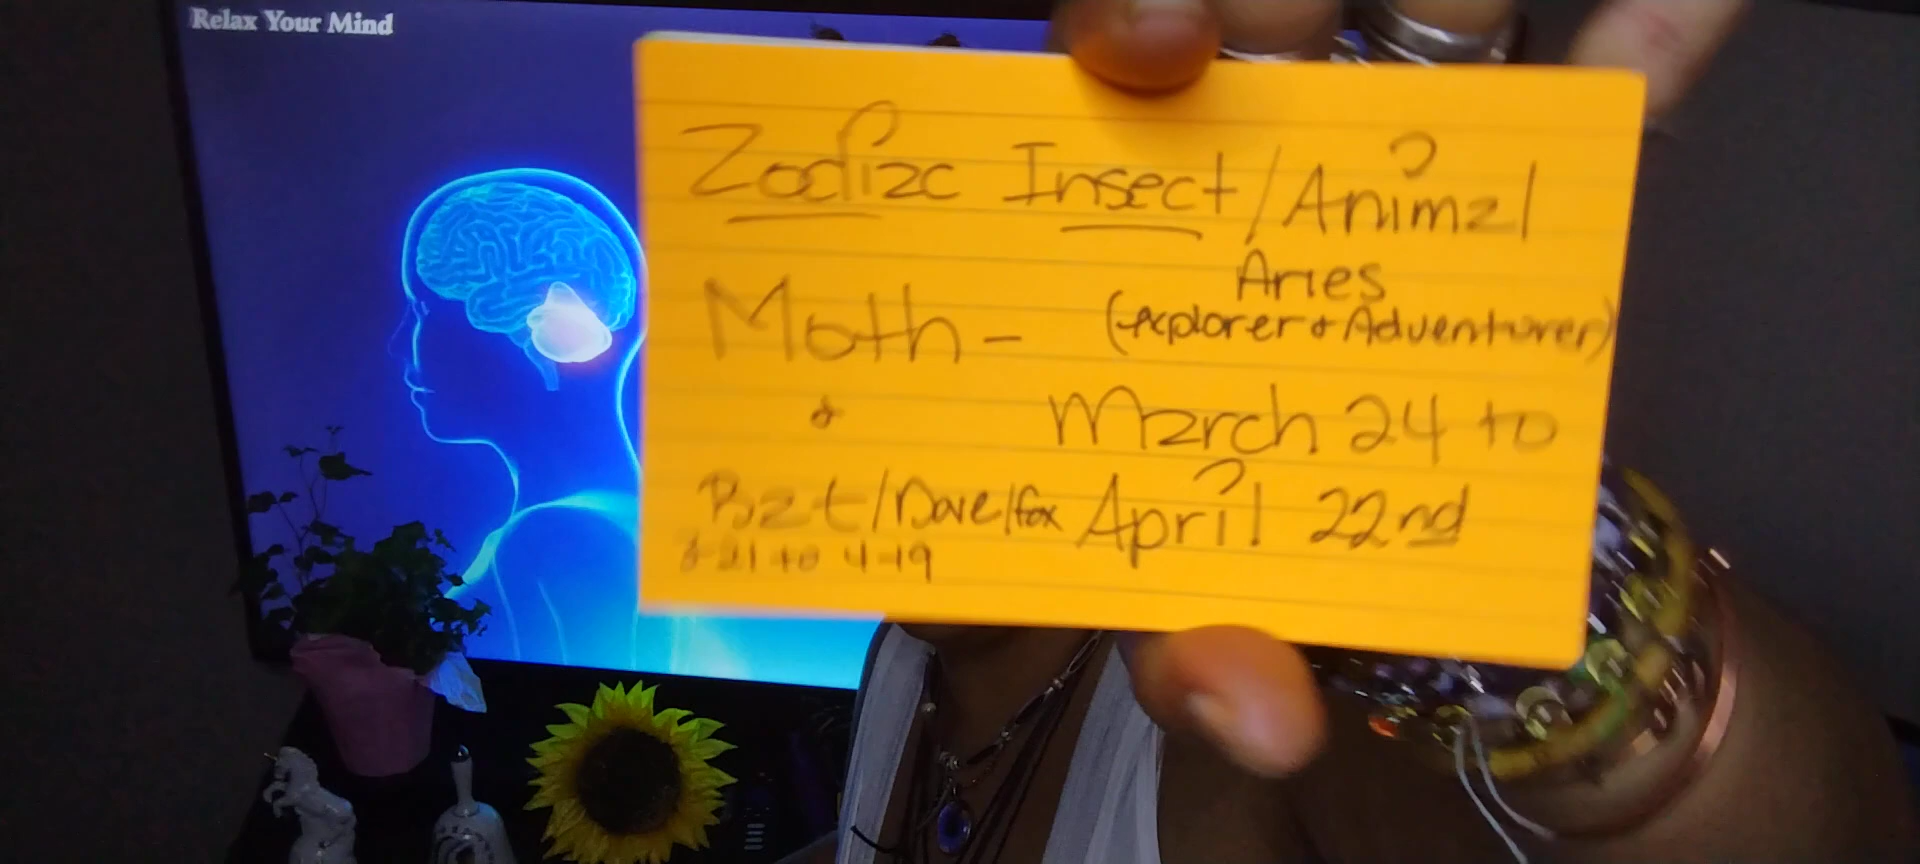 Relax Your Mind
Zodiac Insect/Animal
Aries
Moth - (explorer & Adventurer)
& March 24 to
Bat/Dove/fox April 22nd
3-21 to 4-19